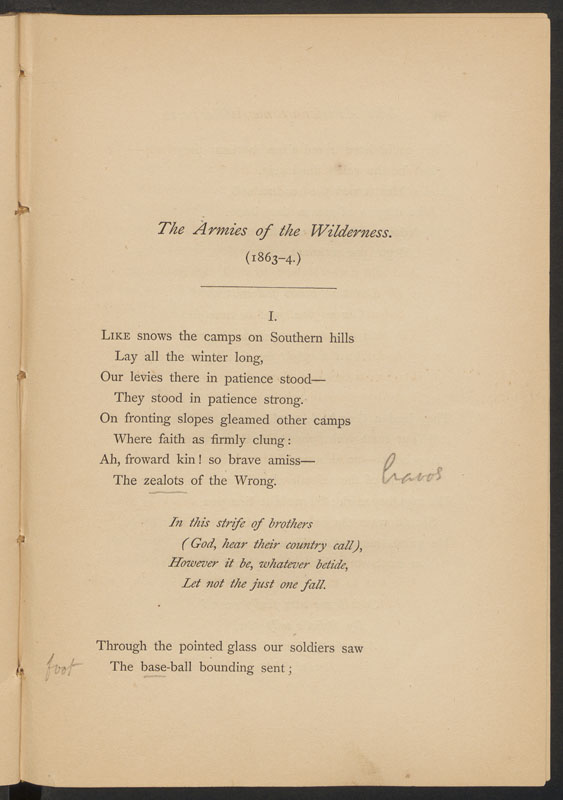 The Armies of the Wilderness.
(1863–4.)
I.
LIKE snows the camps on Southern hills
Lay all the winter long,
Our levies there in patience stood—
They stood in patience strong.
On fronting slopes gleamed other camps
Where faith as firmly clung:
Ah, froward kin! so brave amiss—
The zealots of the Wrong.
bravos
In this strife of brothers
(God, hear their country call),
However it be, whatever betide,
Let not the just one fall.
Through the pointed glass our soldiers saw
foot
The base-ball bounding sent;